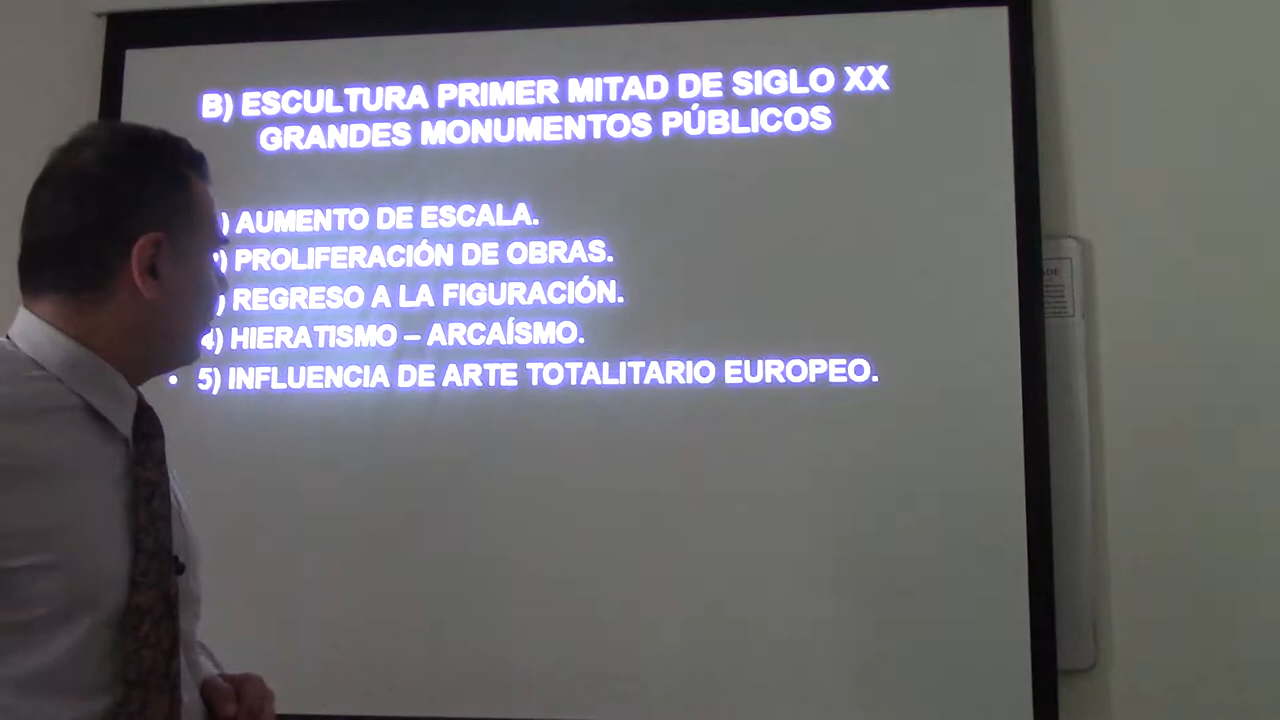 B) ESCULTURA PRIMER MITAD DE SIGLO XX
GRANDES MONUMENTOS PÚBLICOS
) AUMENTO DE ESCALA.
) PROLIFERACIÓN DE OBRAS.
) REGRESO A LA FIGURACIÓN.
4) HIERATISMO – ARCAÍSMO.
• 5) INFLUENCIA DE ARTE TOTALITARIO EUROPEO.